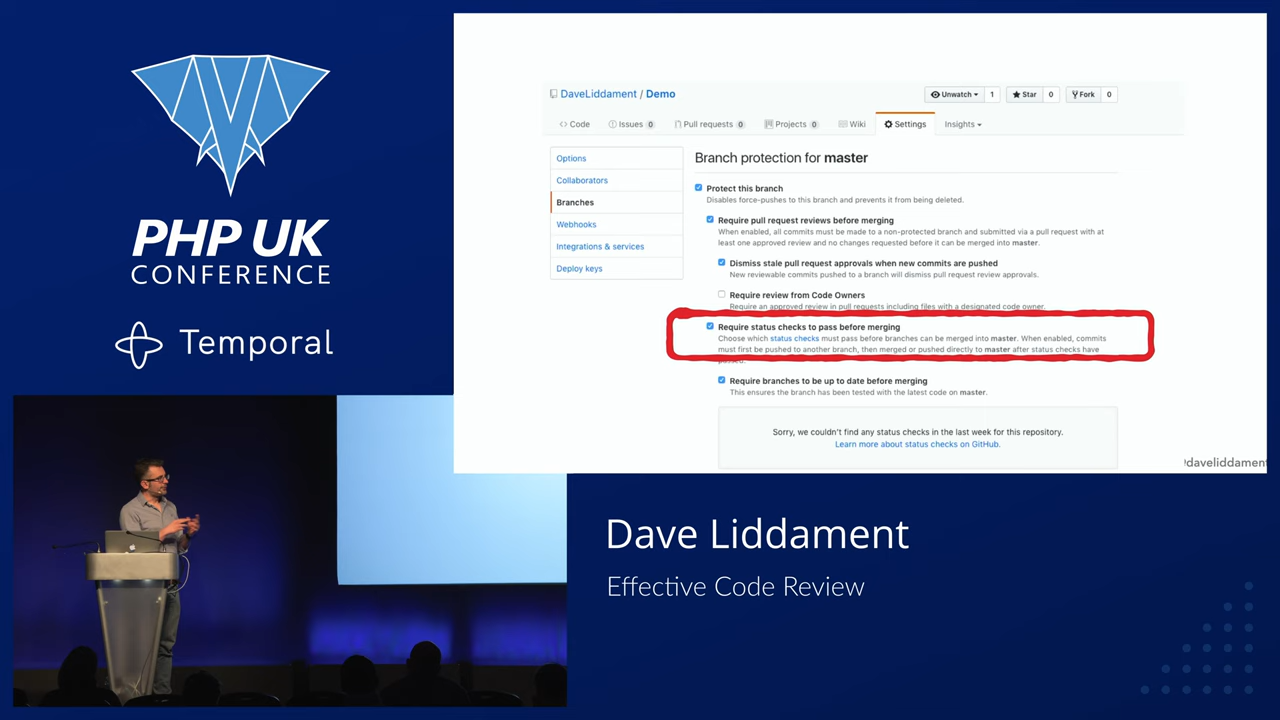 PHP UK
CONFERENCE
Temporal
DaveLiddament / Demo
Unwatch 1 Star 0 Fork 0
Code Issues 0 Pull requests 0 Projects 0 Wiki Settings Insights
Options
Collaborators
Branches
Webhooks
Integrations & services
Deploy keys
Branch protection for master
Protect this branch
Disables force-pushes to this branch and prevents it from being deleted.
Require pull request reviews before merging
When enabled, all commits must be made to a non-protected branch and submitted via a pull request with at
least one approved review and no changes requested before it can be merged into master.
Dismiss stale pull request approvals when new commits are pushed
New reviewable commits pushed to a branch will dismiss pull request review approvals.
Require review from Code Owners
Require an approved review in pull requests including files with a designated code owner.
Require status checks to pass before merging
Choose which status checks must pass before branches can be merged into master. When enabled, commits
must first be pushed to another branch, then merged or pushed directly to master after status checks have
passed.
Require branches to be up to date before merging
This ensures the branch has been tested with the latest code on master.
Sorry, we couldn't find any status checks in the last week for this repository.
Learn more about status checks on GitHub.
daveliddament
Dave Liddament
Effective Code Review